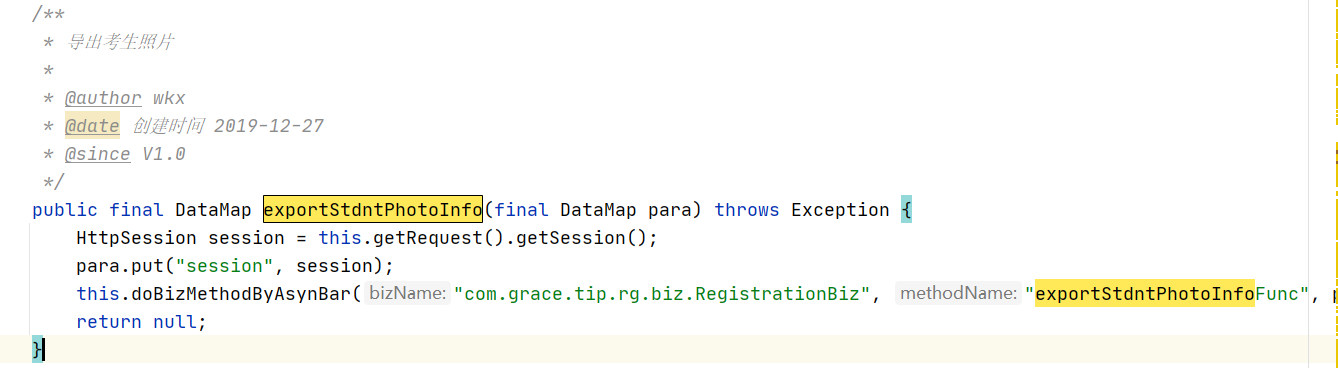 /**
 * 导出考生照片
 *
 * @author wkx
 * @date 创建时间 2019-12-27
 * @since V1.0
 */
public final DataMap exportStdntPhotoInfo(final DataMap para) throws Exception {
    HttpSession session = this.getRequest().getSession();
    para.put("session", session);
    this.doBizMethodByAsynBar( bizName: "com.grace.tip.rg.biz.RegistrationBiz", methodName: "exportStdntPhotoInfoFunc",
    return null;
}